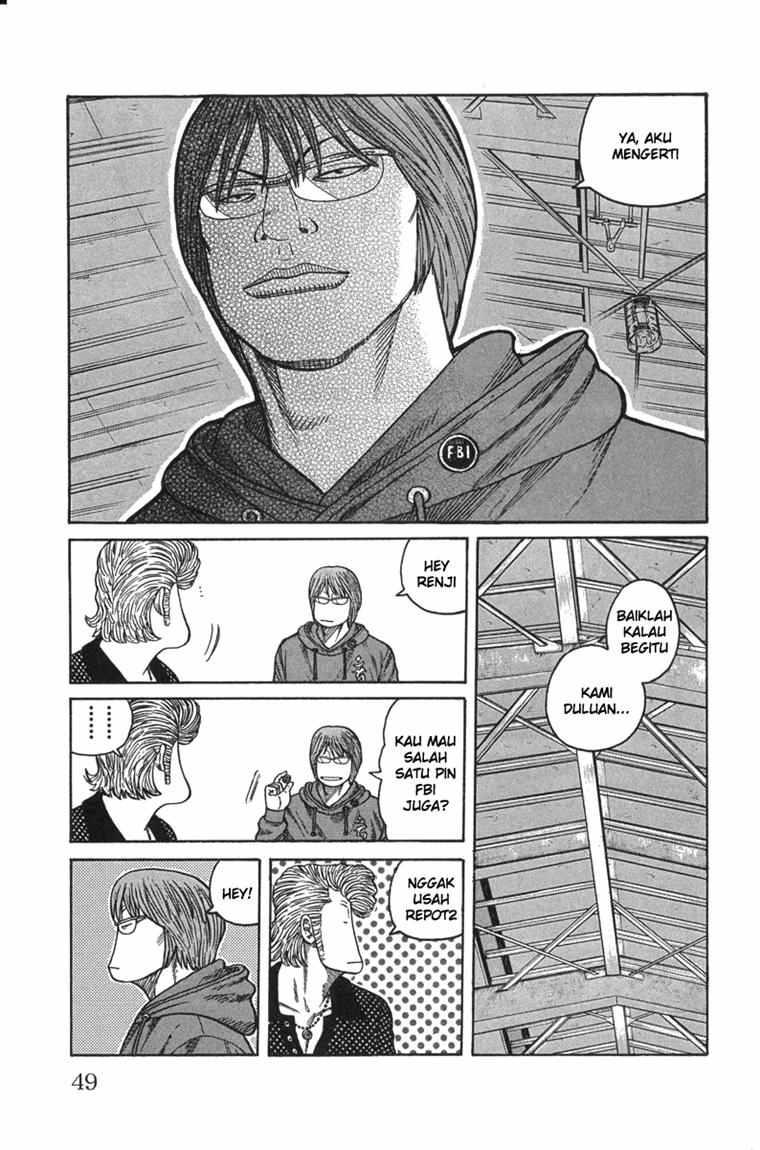 YA, AKU
MENGERTI
FBI
BAIKLAH
KALAU
BEGITU
KAMI
DULUAN...
HEY
RENJI
KAU MAU
SALAH
SATU PIN
FBI
JUGA?
NGGAK
USAH
REPOT2
HEY!
49